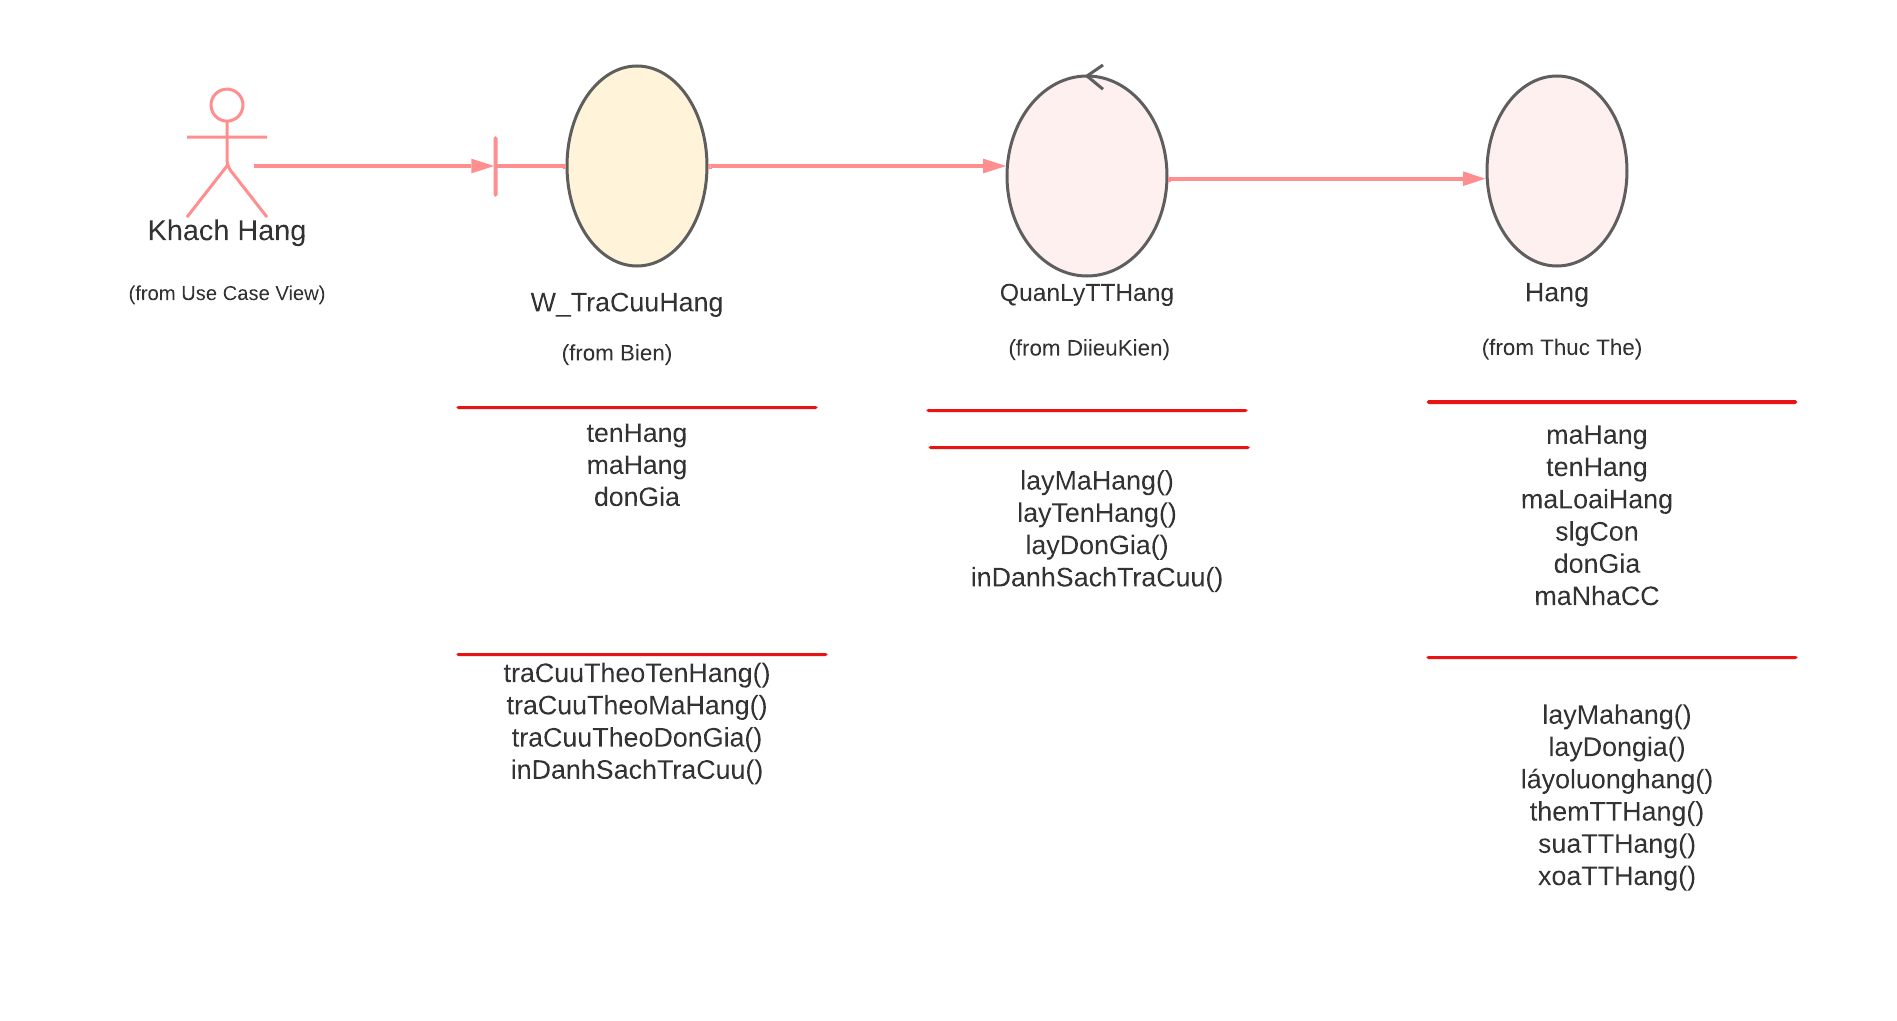 Khach Hang
(from Use Case View)
W_TraCuuHang
(from Bien)
tenHang
maHang
donGia
traCuuTheoTenHang()
traCuuTheoMaHang()
traCuuTheoDonGia()
inDanhSachTraCuu()
QuanLyTTHang
(from DiieuKien)
layMaHang()
layTenHang()
layDonGia()
inDanhSachTraCuu()
Hang
(from Thuc The)
maHang
tenHang
maLoaiHang
slgCon
donGia
maNhaCC
layMahang()
layDongia()
láyoluonghang()
themTTHang()
suaTTHang()
xoaTTHang()